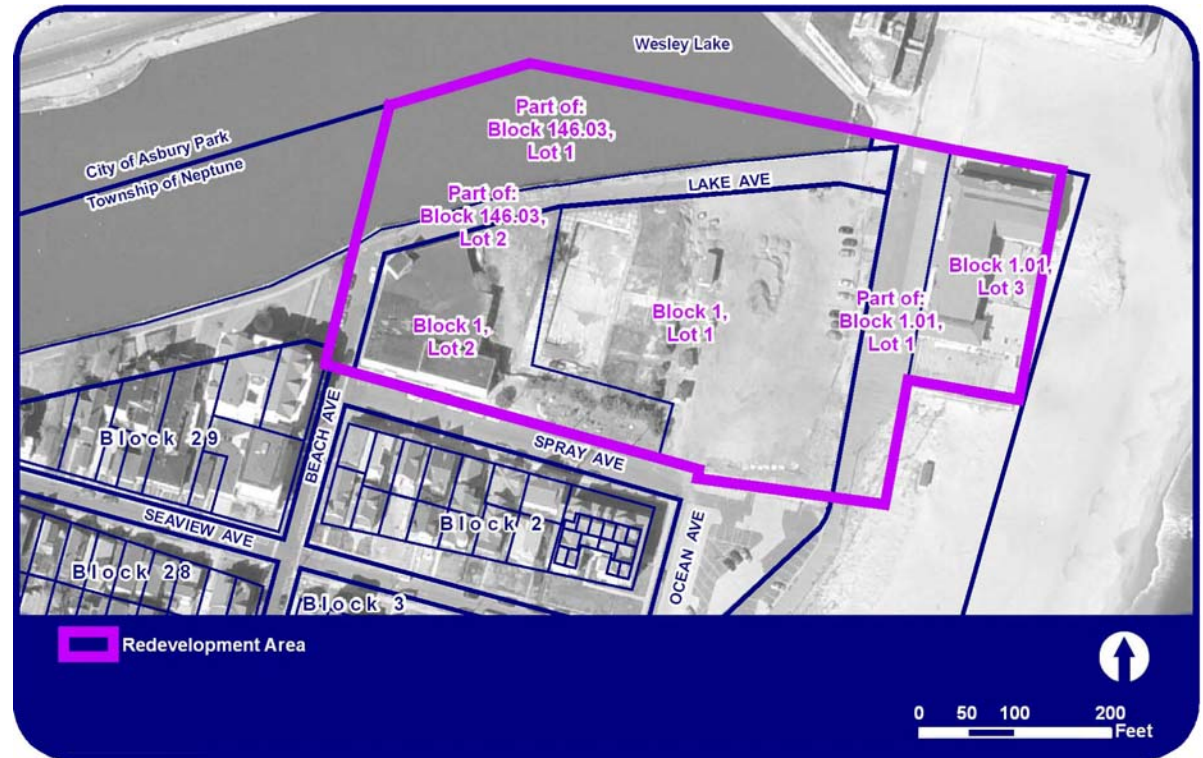 Wesley Lake
Part of:
Block 146.03,
Lot 1
City of Asbury Park
Township of Neptune
LAKE AVE
Part of:
Block 146.03,
Lot 2
Block 1.01,
Lot 3
Part of:
Block 1.01,
Lot 1
Block 1,
Lot 1
Block 1,
Lot 2
BEACH AVE
Block 29
SPRAY AVE
SEAVIEW AVE
Block 2
OCEAN AVE
Block 28
Block 3
Redevelopment Area
0 50 100 200
Feet